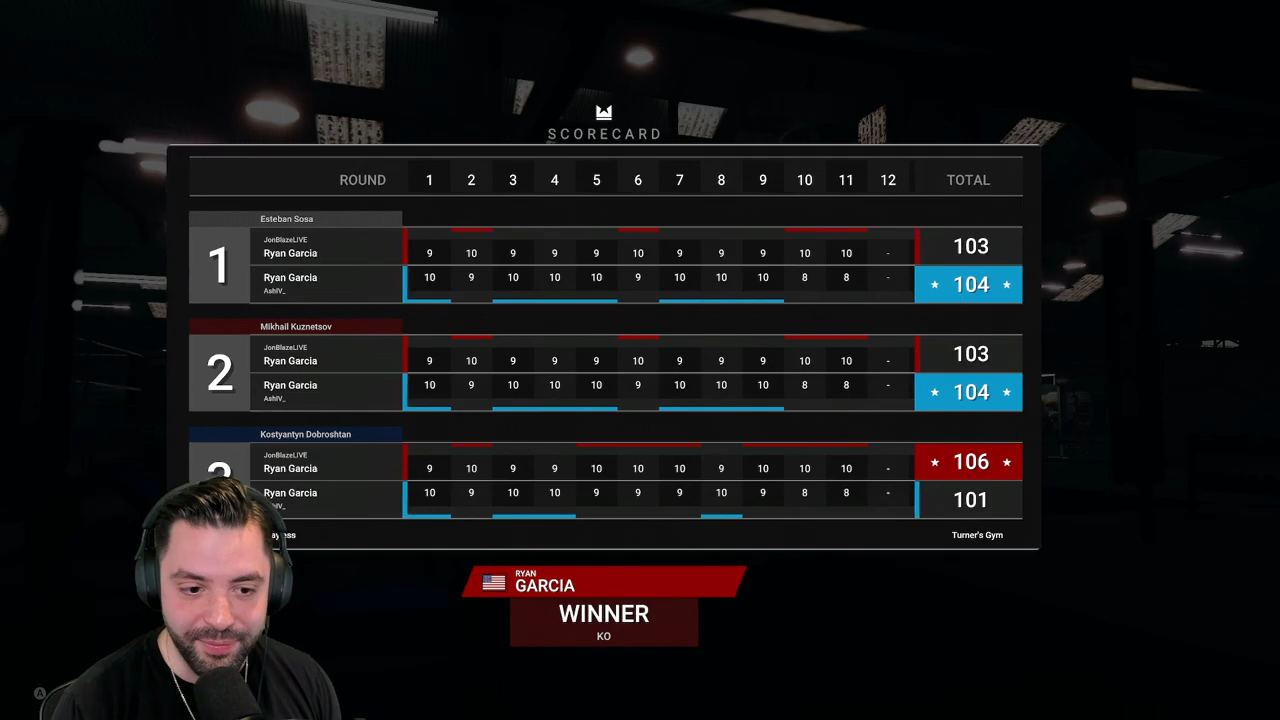 SCORECARD
ROUND 1 2 3 4 5 6 7 8 9 10 11 12 TOTAL
Esteban Sosa
1
JonBlazeLIVE
Ryan Garcia 9 10 9 9 9 10 9 9 9 10 10 - 103
Ryan Garcia 10 9 10 10 10 9 10 10 10 8 8 - ★ 104 ★
AshIV_
Mikhail Kuznetsov
2
JonBlazeLIVE
Ryan Garcia 9 10 9 9 9 10 9 9 9 10 10 - 103
Ryan Garcia 10 9 10 10 10 9 10 10 10 8 8 - ★ 104 ★
AshIV_
Kostyantyn Dobroshtan
JonBlazeLIVE
Ryan Garcia 9 10 9 9 10 10 10 9 10 10 10 - ★ 106 ★
Ryan Garcia 10 9 10 10 9 9 9 10 9 8 8 - 101
Turner's Gym
RYAN
GARCIA
WINNER
KO
A